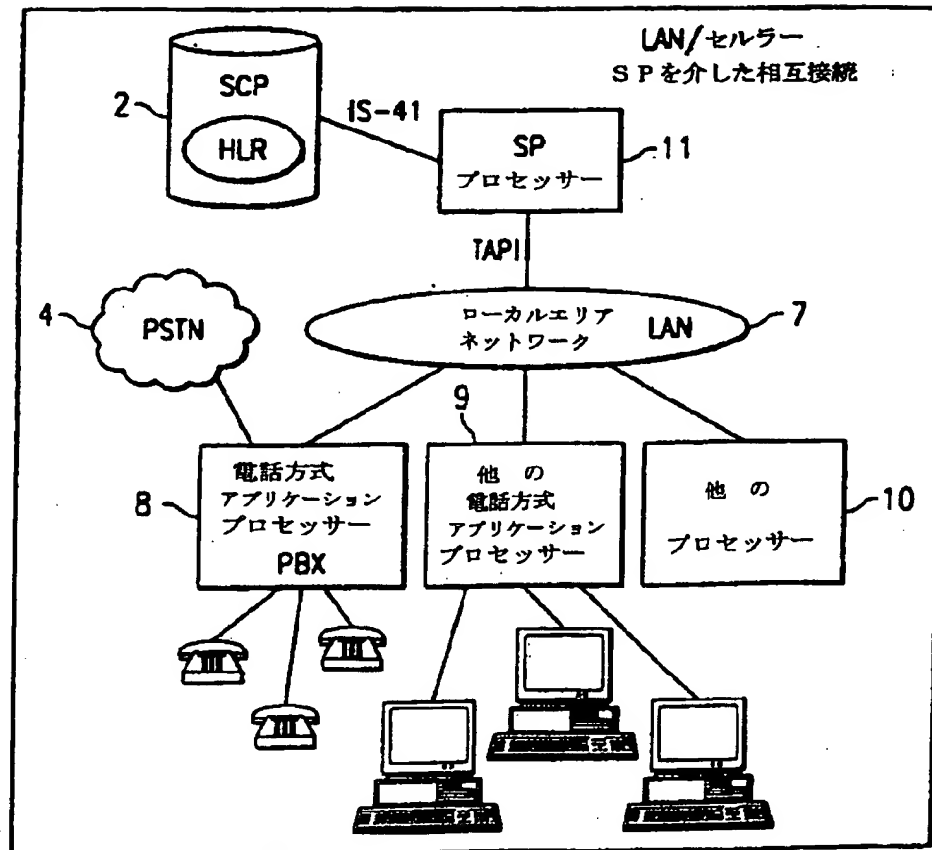 LAN/セルラー
SPを介した相互接続
SCP
2
IS-41
HLR
SP
プロセッサー
11
TAPI
4
PSTN
ローカルエリア
ネットワーク
LAN
7
9
電話方式
アプリケーション
プロセッサー
PBX
8
他の
電話方式
アプリケーション
プロセッサー
他の
プロセッサー
10